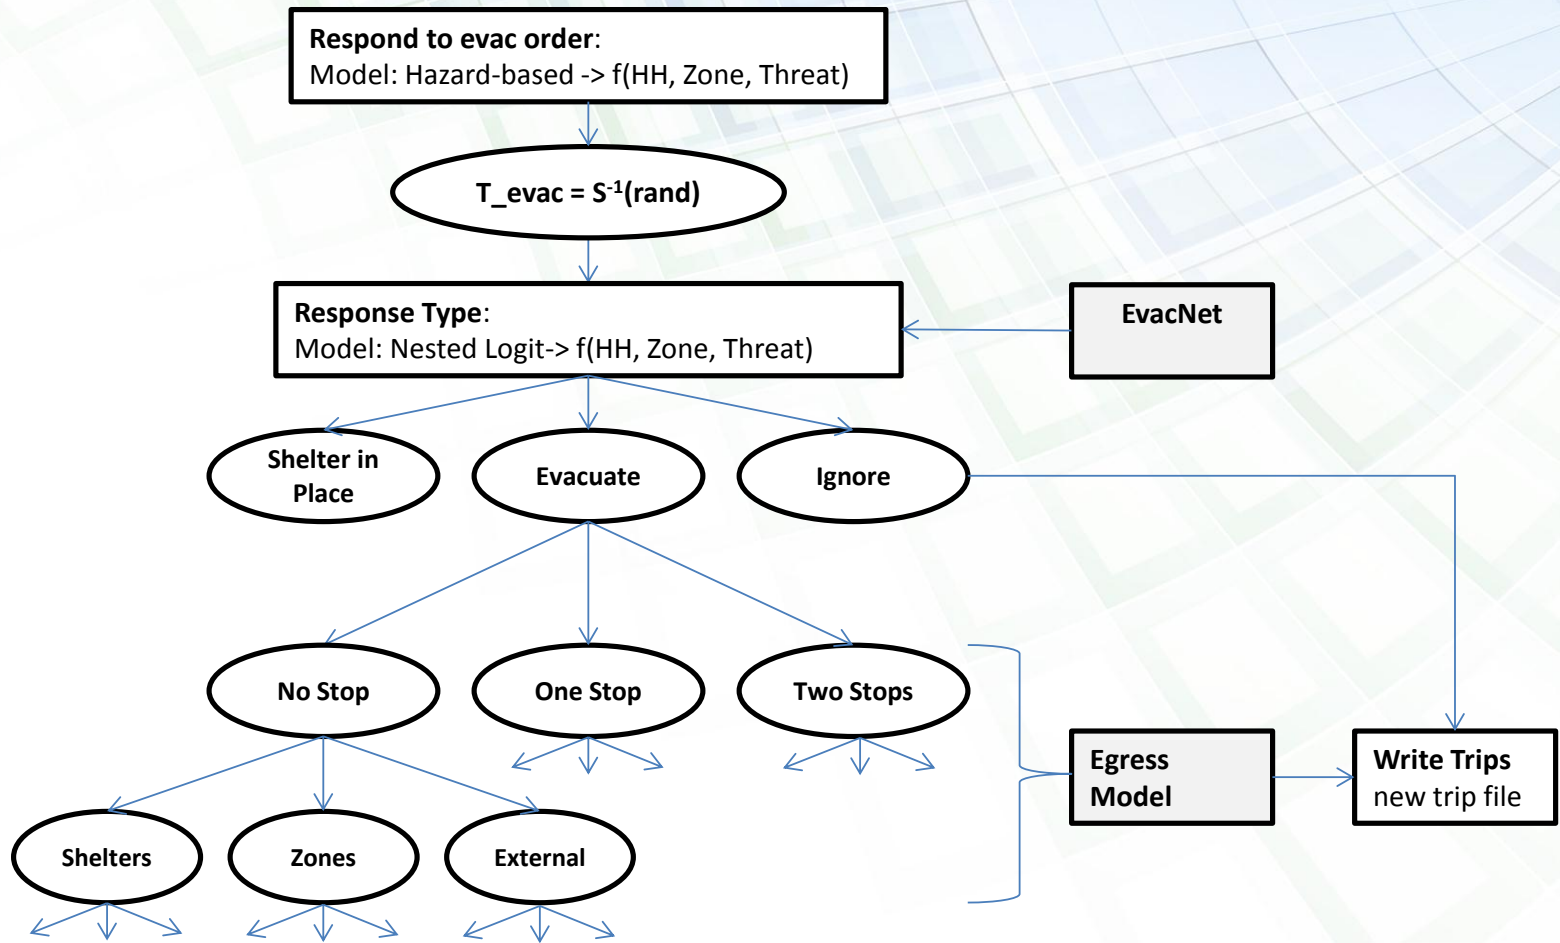 Respond to evac order:
Model: Hazard-based -> f(HH, Zone, Threat)
T_evac = S⁻¹(rand)
Response Type:
Model: Nested Logit-> f(HH, Zone, Threat)
EvacNet
Shelter in
Place
Evacuate
Ignore
No Stop
One Stop
Two Stops
Egress
Model
Write Trips
new trip file
Shelters
Zones
External